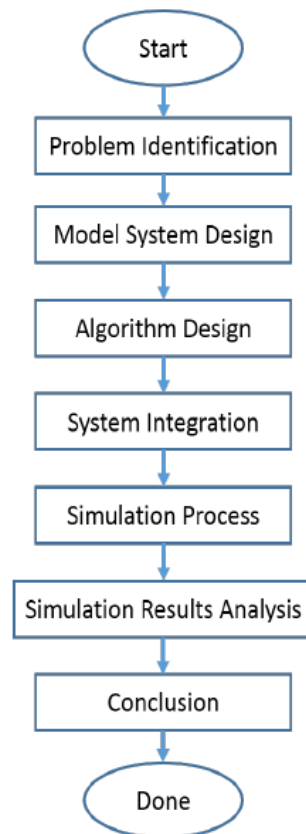 Start
Problem Identification
Model System Design
Algorithm Design
System Integration
Simulation Process
Simulation Results Analysis
Conclusion
Done